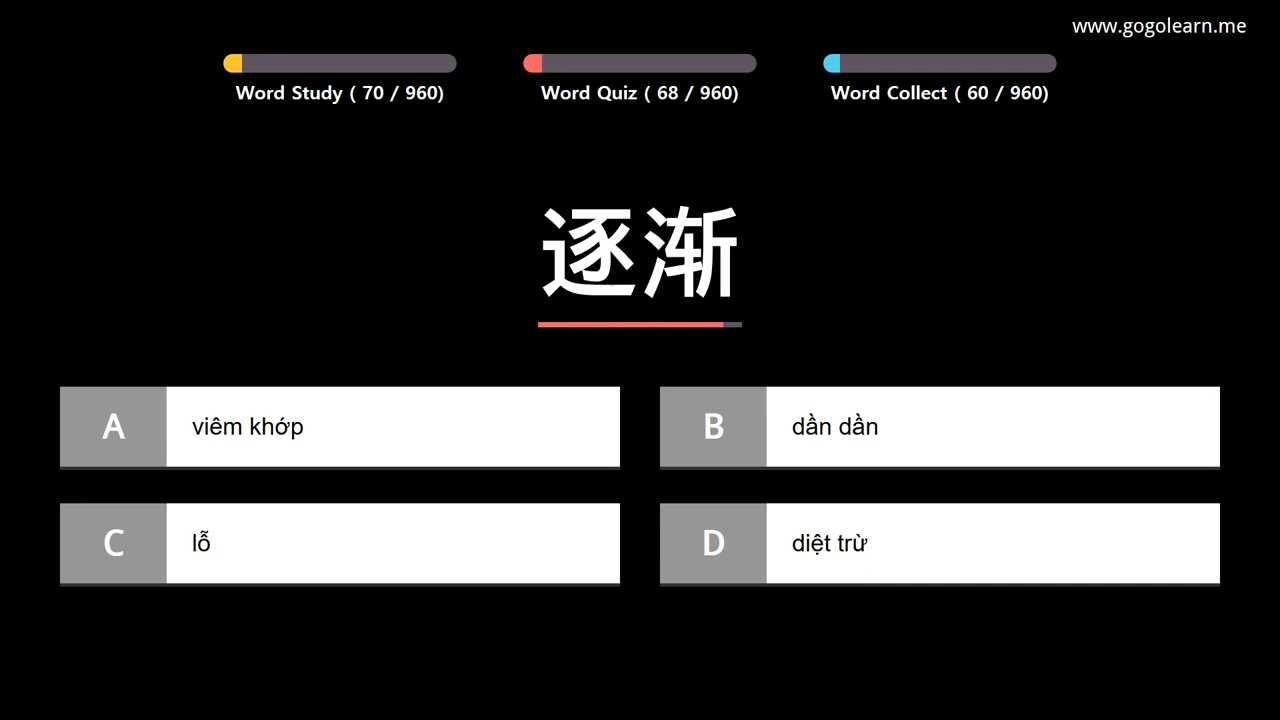 www.gogolearn.me
Word Study ( 70 / 960)
Word Quiz ( 68 / 960)
Word Collect ( 60 / 960)
逐渐
A viêm khớp
B dần dần
C lỗ
D diệt trừ